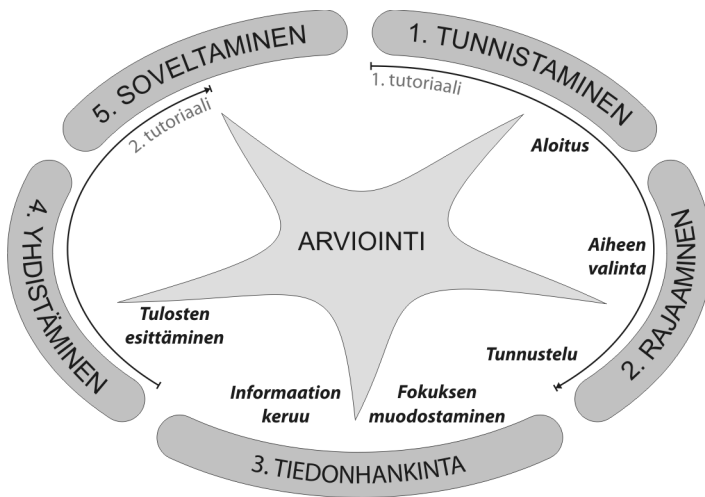 1. TUNNISTAMINEN
1. tutoriaali
Aloitus
2. RAJAAMINEN
Aiheen
valinta
Tunnustelu
3. TIEDONHANKINTA
Fokuksen
muodostaminen
Informaation
keruu
4. YHDISTÄMINEN
Tulosten
esittäminen
5. SOVELTAMINEN
2. tutoriaali
ARVIOINTI